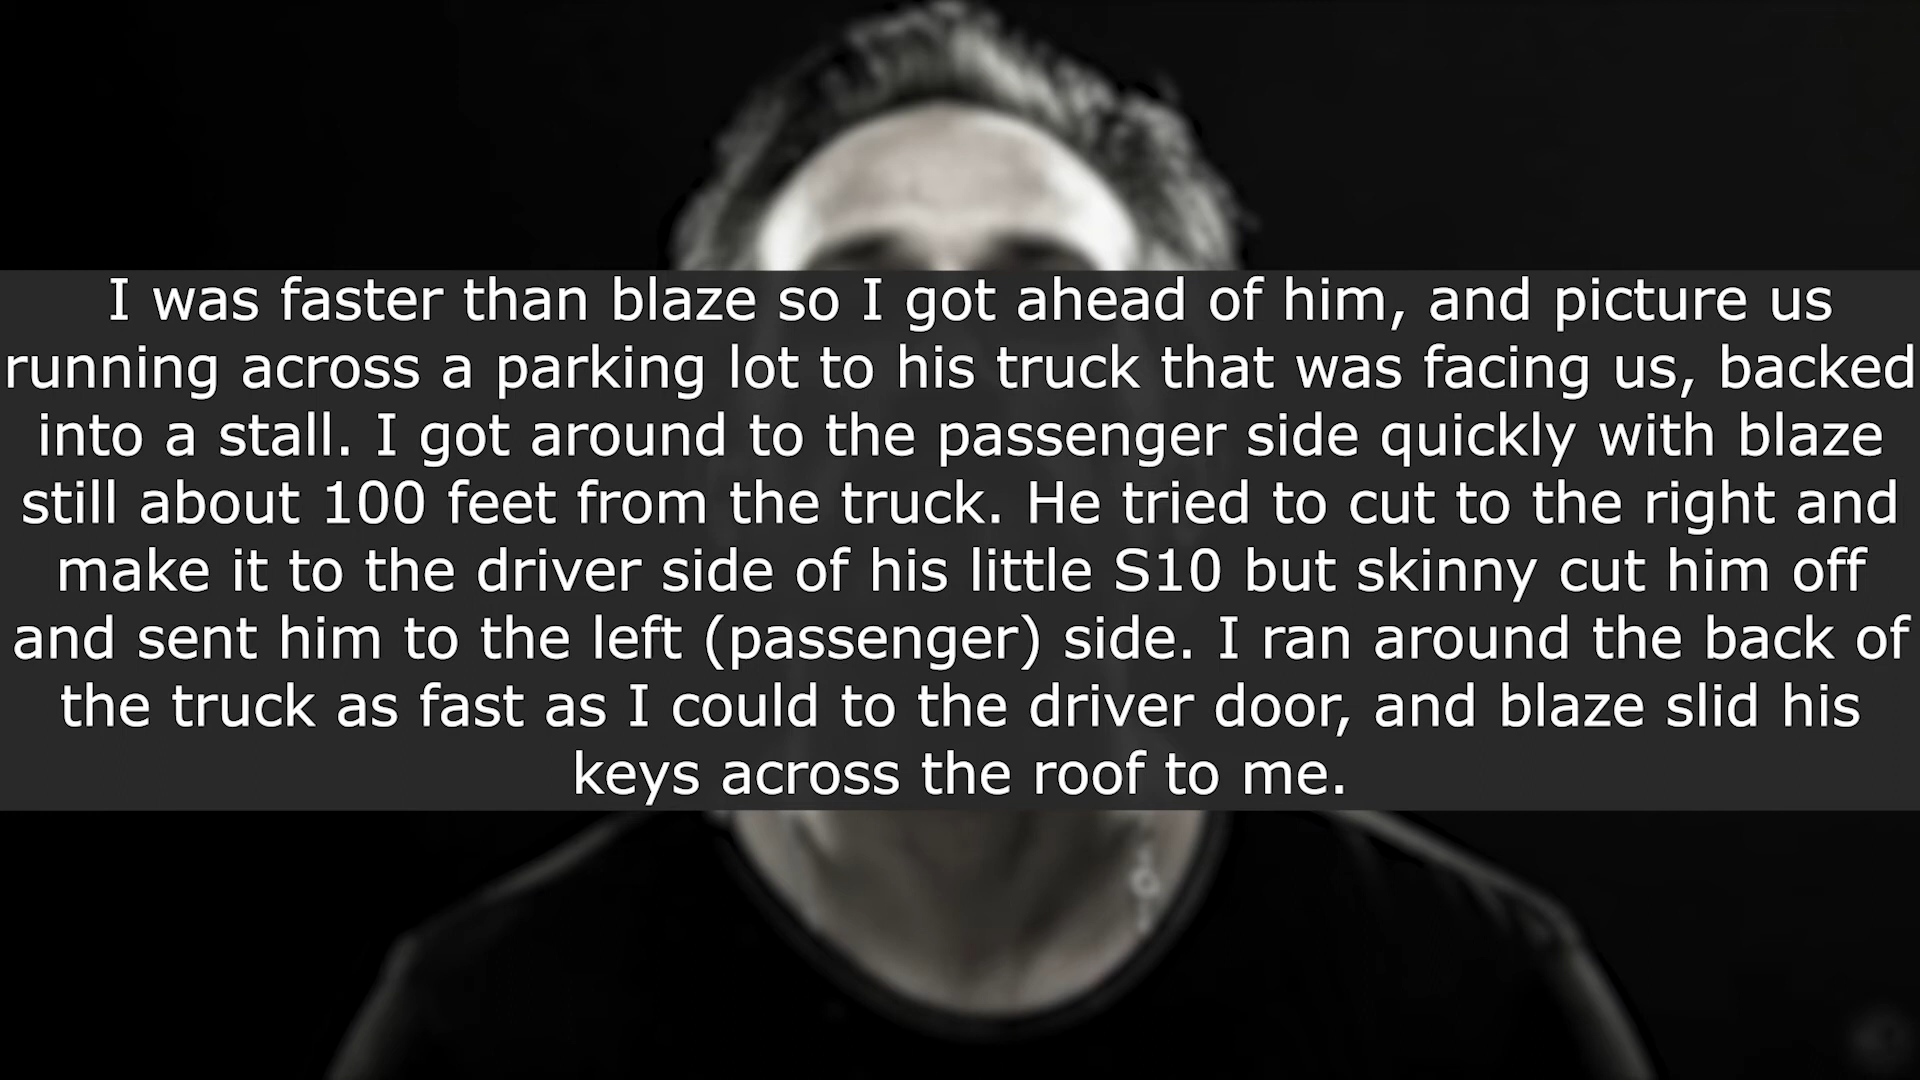 I was faster than blaze so I got ahead of him, and picture us
running across a parking lot to his truck that was facing us, backed
into a stall. I got around to the passenger side quickly with blaze
still about 100 feet from the truck. He tried to cut to the right and
make it to the driver side of his little S10 but skinny cut him off
and sent him to the left (passenger) side. I ran around the back of
the truck as fast as I could to the driver door, and blaze slid his
keys across the roof to me.